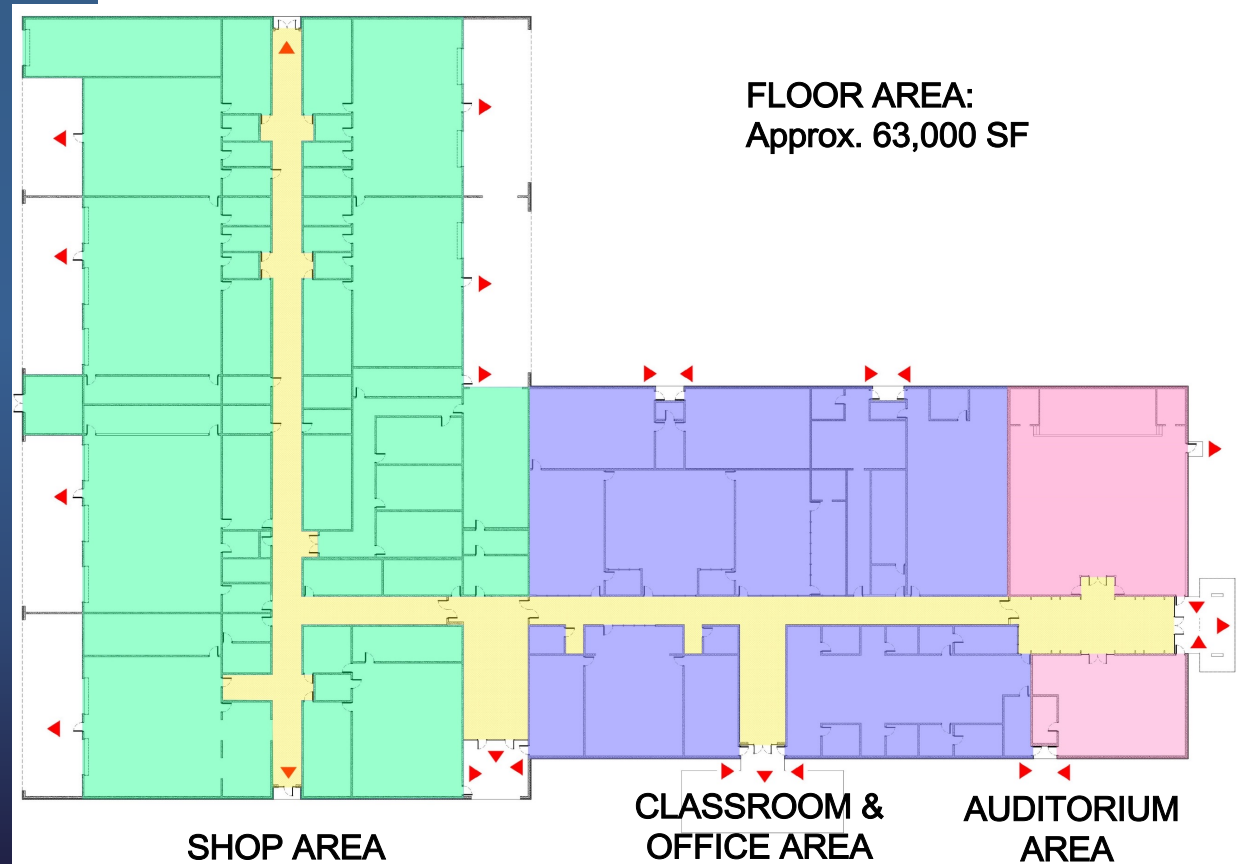 FLOOR AREA:
Approx. 63,000 SF
SHOP AREA
CLASSROOM &
OFFICE AREA
AUDITORIUM
AREA